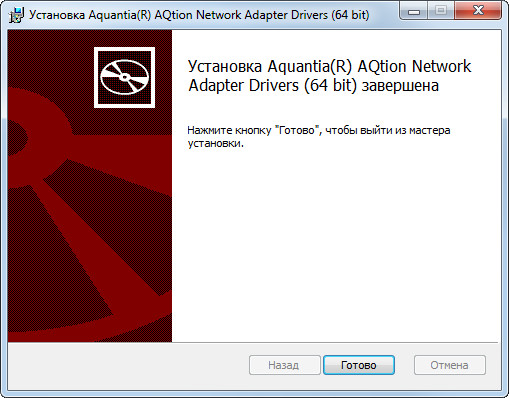 Установка Aquantia(R) AQtion Network Adapter Drivers (64 bit)
Установка Aquantia(R) AQtion Network
Adapter Drivers (64 bit) завершена
Нажмите кнопку "Готово", чтобы выйти из мастера
установки.
Назад
Готово
Отмена